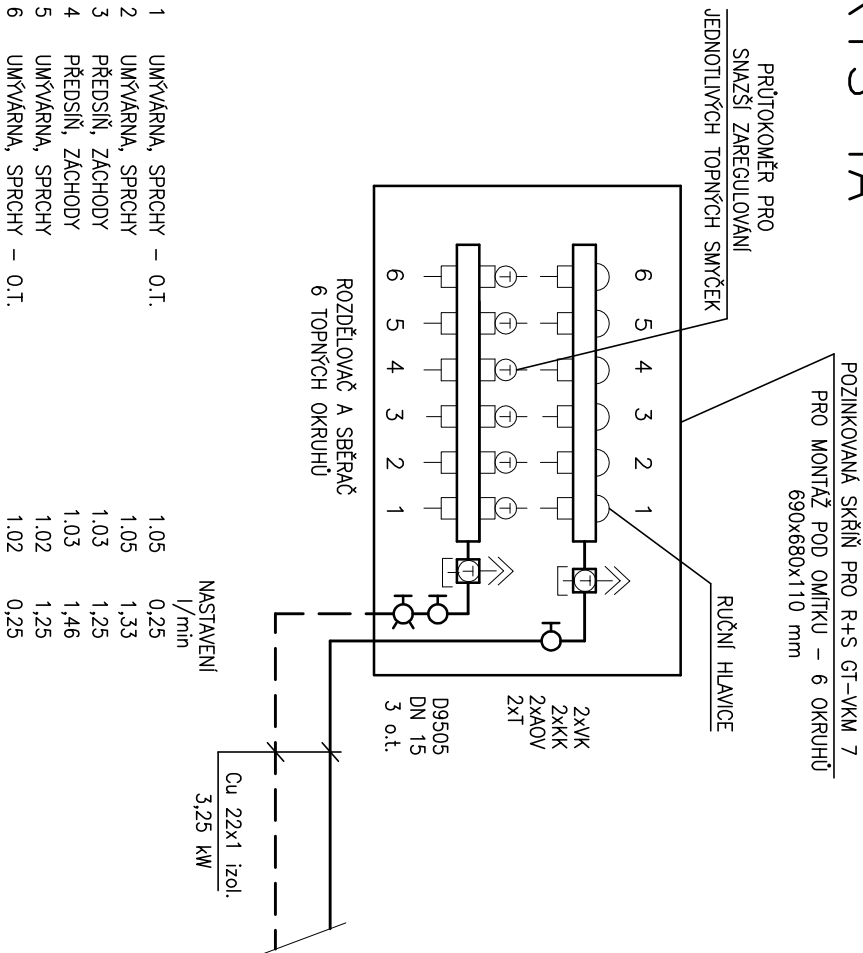 POZINKOVANÁ SKŘÍŇ PRO R+S GT-VKM 7
PRO MONTÁŽ POD OMÍTKU - 6 OKRUHŮ
690x680x110 mm
PRŮTOKOMĚR PRO
SNAZŠÍ ZAREGULOVÁNÍ
JEDNOTLIVÝCH TOPNÝCH SMYČEK
RUČNÍ HLAVICE
6 5 4 3 2 1
T T T T T T
6 5 4 3 2 1
T
T
2xVK
2xKK
2xAOV
2xT
D9505
DN 15
3 o.t.
ROZDĚLOVAČ A SBĚRAČ
6 TOPNÝCH OKRUHŮ
Cu 22x1 izol.
3,25 kW
NASTAVENÍ
l/min
1 UMÝVÁRNA, SPRCHY - O.T. 1.05 0,25
2 UMÝVÁRNA, SPRCHY 1.05 1,33
3 PŘEDSÍŇ, ZÁCHODY 1.03 1,25
4 PŘEDSÍŇ, ZÁCHODY 1.03 1,46
5 UMÝVÁRNA, SPRCHY 1.02 1,25
6 UMÝVÁRNA, SPRCHY - O.T. 1.02 0,25